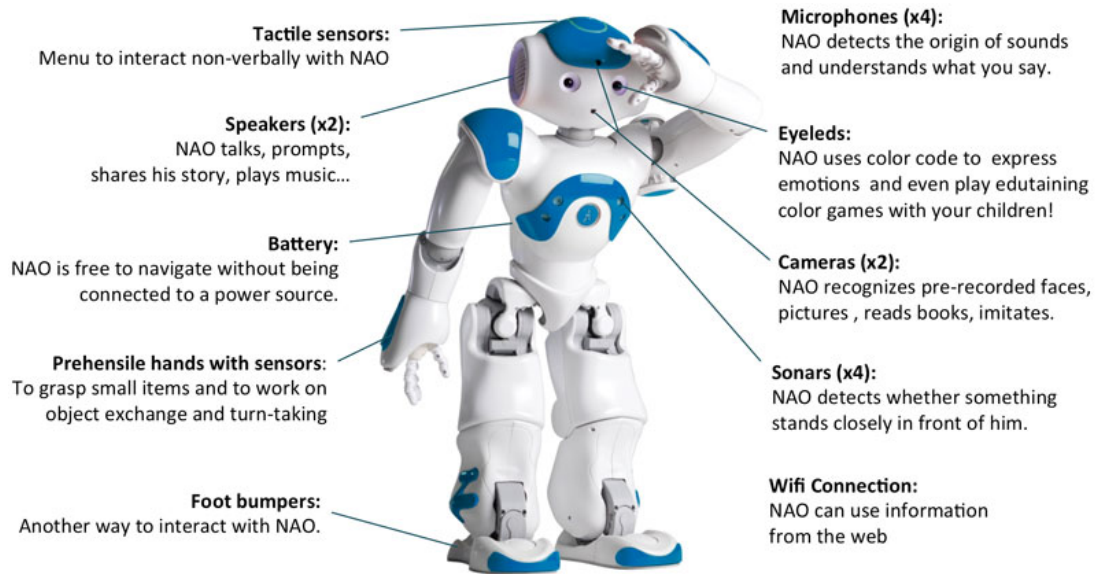 Tactile sensors:
Menu to interact non-verbally with NAO
Speakers (x2):
NAO talks, prompts,
shares his story, plays music...
Battery:
NAO is free to navigate without being
connected to a power source.
Prehensile hands with sensors:
To grasp small items and to work on
object exchange and turn-taking
Foot bumpers:
Another way to interact with NAO.
Microphones (x4):
NAO detects the origin of sounds
and understands what you say.
Eyeleds:
NAO uses color code to express
emotions and even play edutaining
color games with your children!
Cameras (x2):
NAO recognizes pre-recorded faces,
pictures , reads books, imitates.
Sonars (x4):
NAO detects whether something
stands closely in front of him.
Wifi Connection:
NAO can use information
from the web